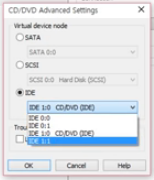 CD/DVD Advanced Settings
Virtual device node
SATA
SATA 0:0
SCSI
SCSI 0:0 Hard Disk (SCSI)
IDE
IDE 1:0 CD/DVD (IDE)
IDE 0:0
IDE 0:1
IDE 1:0 CD/DVD (IDE)
IDE 1:1
Trou
OK Cancel Help